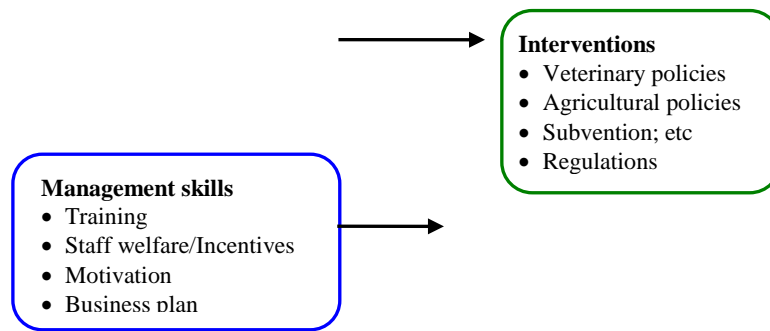 Interventions
• Veterinary policies
• Agricultural policies
• Subvention; etc
• Regulations
Management skills
• Training
• Staff welfare/Incentives
• Motivation
• Business plan